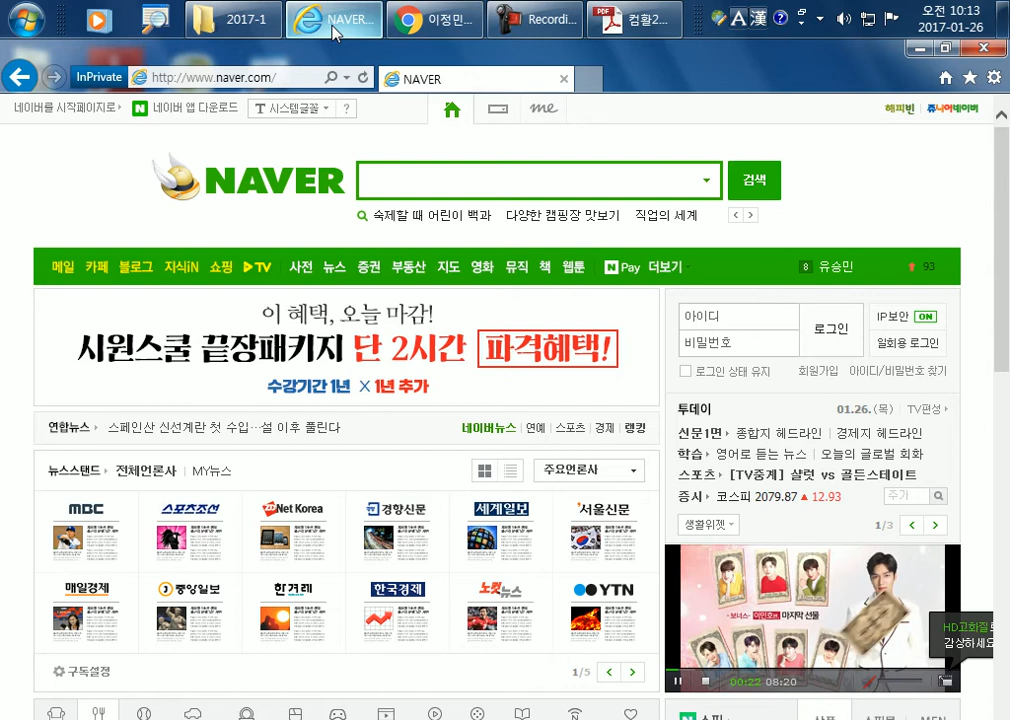 2017-1
NAVER...
이정민...
Recordi...
컴활2...
A漢
오전 10:13
2017-01-26
InPrivate
http://www.naver.com/
NAVER
네이버를 시작페이지로
네이버 앱 다운로드
T 시스템글꼴
?
me
해피빈
쥬니어네이버
NAVER
검색
숙제할 때 어린이 백과
다양한 캠핑장 맛보기
직업의 세계
메일 카페 블로그 지식iN 쇼핑 TV 사전 뉴스 증권 부동산 지도 영화 뮤직 책 웹툰 N Pay 더보기
8 유승민 93
이 혜택, 오늘 마감!
시원스쿨 끝장패키지 단 2시간 파격혜택!
수강기간 1년 X 1년 추가
아이디
비밀번호
로그인
IP보안 ON
일회용 로그인
로그인 상태 유지
회원가입
아이디/비밀번호 찾기
연합뉴스
스페인산 신선계란 첫 수입…설 이후 풀린다
네이버뉴스 연예 스포츠 경제 랭킹
투데이
01.26.(목)
TV편성
신문1면 종합지 헤드라인 경제지 헤드라인
학습 영어로 듣는 뉴스 오늘의 글로벌 회화
스포츠 [TV중계] 샬럿 vs 골든스테이트
증시 코스피 2079.87 ▲ 12.93
주가
생활위젯
1/3
뉴스스탠드
전체언론사
MY뉴스
주요언론사
MBC
스포츠조선
ZDNet Korea
경향신문
세계일보
서울신문
매일경제
중앙일보
한겨레
한국경제
노컷뉴스
YTN
구독설정
1/5
마지막 선물
HD고화질로
감상하세요
00:22 08:20
상품
쇼핑몰
MEN